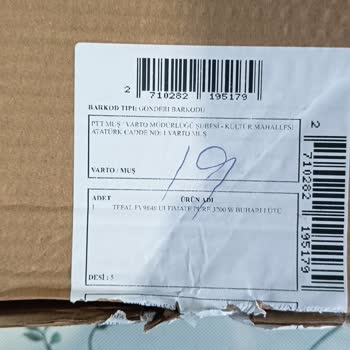 2 710282 195179
BARKOD TIPI: GÖNDERI BARKODU
PTT MUŞ / VARTO MÜDÜRLÜĞÜ ŞUBESİ - KÜLTÜR MAHALLESİ
ATATÜRK CADDE NO: 1 VARTO MUŞ
19
VARTO / MUŞ
ADET ÜRÜN ADI
1 TEFAL FV9848 ULTIMATE PURE 3200 W BUHARLI ÜTÜ
DESİ : 5
2 710282 195179